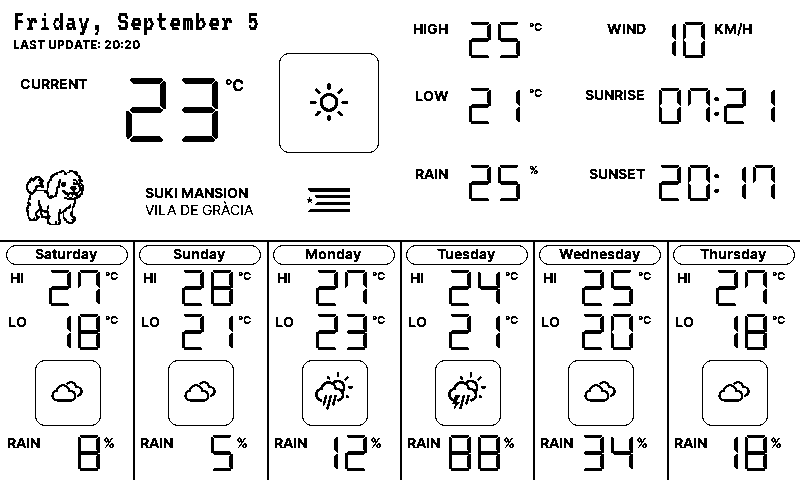 Friday, September 5
LAST UPDATE: 20:20
CURRENT 23 °C
SUKI MANSION
VILA DE GRÀCIA
HIGH 25 °C
WIND 10 KM/H
LOW 21 °C
SUNRISE 07:21
RAIN 25 %
SUNSET 20:17
Saturday
HI 27 °C
LO 18 °C
RAIN 8 %
Sunday
HI 28 °C
LO 21 °C
RAIN 5 %
Monday
HI 27 °C
LO 23 °C
RAIN 12 %
Tuesday
HI 24 °C
LO 21 °C
RAIN 88 %
Wednesday
HI 25 °C
LO 20 °C
RAIN 34 %
Thursday
HI 27 °C
LO 18 °C
RAIN 18 %